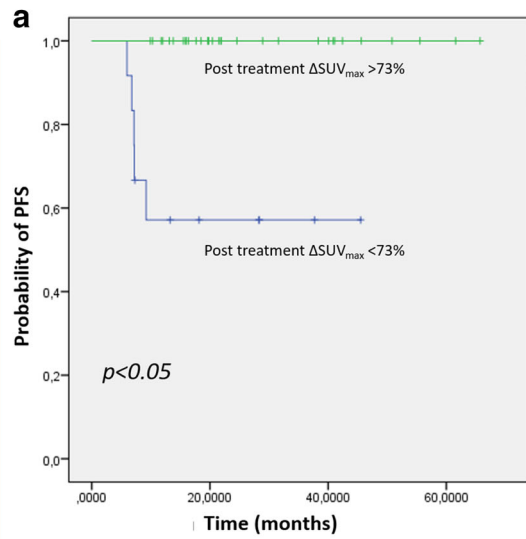 a
1,0
Post treatment ΔSUVmax >73%
0,8
0,6
Post treatment ΔSUVmax <73%
0,4
p<0.05
0,2
0,0
Probability of PFS
,0000 20,0000 40,0000 60,0000
Time (months)